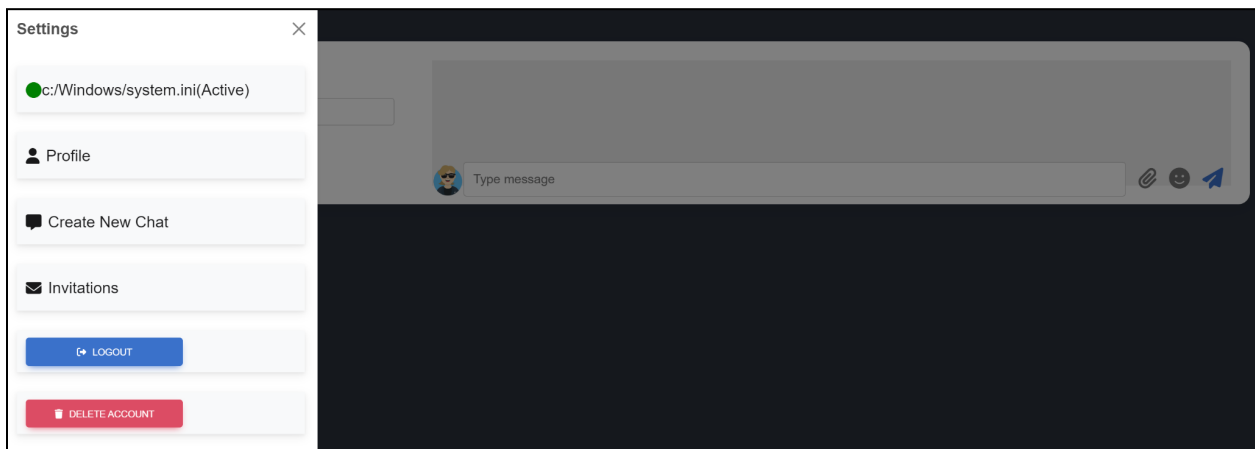 Settings
c:/Windows/system.ini(Active)
Profile
Create New Chat
Invitations
LOGOUT
DELETE ACCOUNT
Type message